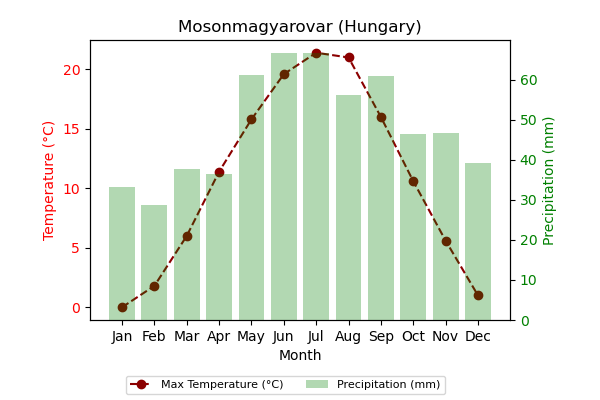 Mosonmagyarovar (Hungary)
Temperature (°C)
20
15
10
5
0
60
50
40
30
20
10
0
Precipitation (mm)
Jan Feb Mar Apr May Jun Jul Aug Sep Oct Nov Dec
Month
Max Temperature (°C) Precipitation (mm)